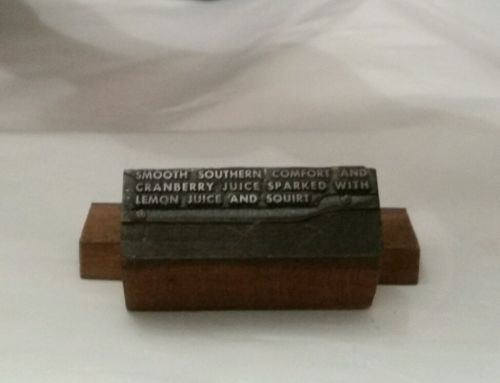 SMOOTH SOUTHERN COMFORT AND
CRANBERRY JUICE SPARKED WITH
LEMON JUICE AND SQUIRT